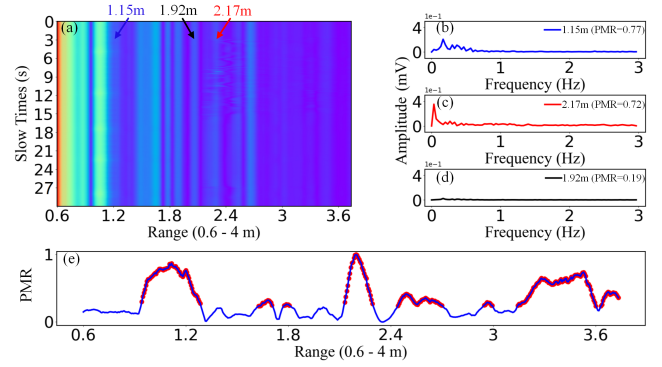 1.15m 1.92m 2.17m
(a)
0
3
6
9
12
15
18
21
24
27
Slow Times (s)
0.6 1.2 1.8 2.4 3 3.6
Range (0.6 - 4 m)
4 1e-1
(b)
1.15m (PMR=0.77)
0
0 1 2 3
Frequency (Hz)
4 1e-1
(c)
2.17m (PMR=0.72)
0
0 1 2 3
Frequency (Hz)
4 1e-1
(d)
1.92m (PMR=0.19)
0
0 1 2 3
Frequency (Hz)
Amplitude (mV)
(e)
1
0
PMR
0.6 1.2 1.8 2.4 3 3.6
Range (0.6 - 4 m)